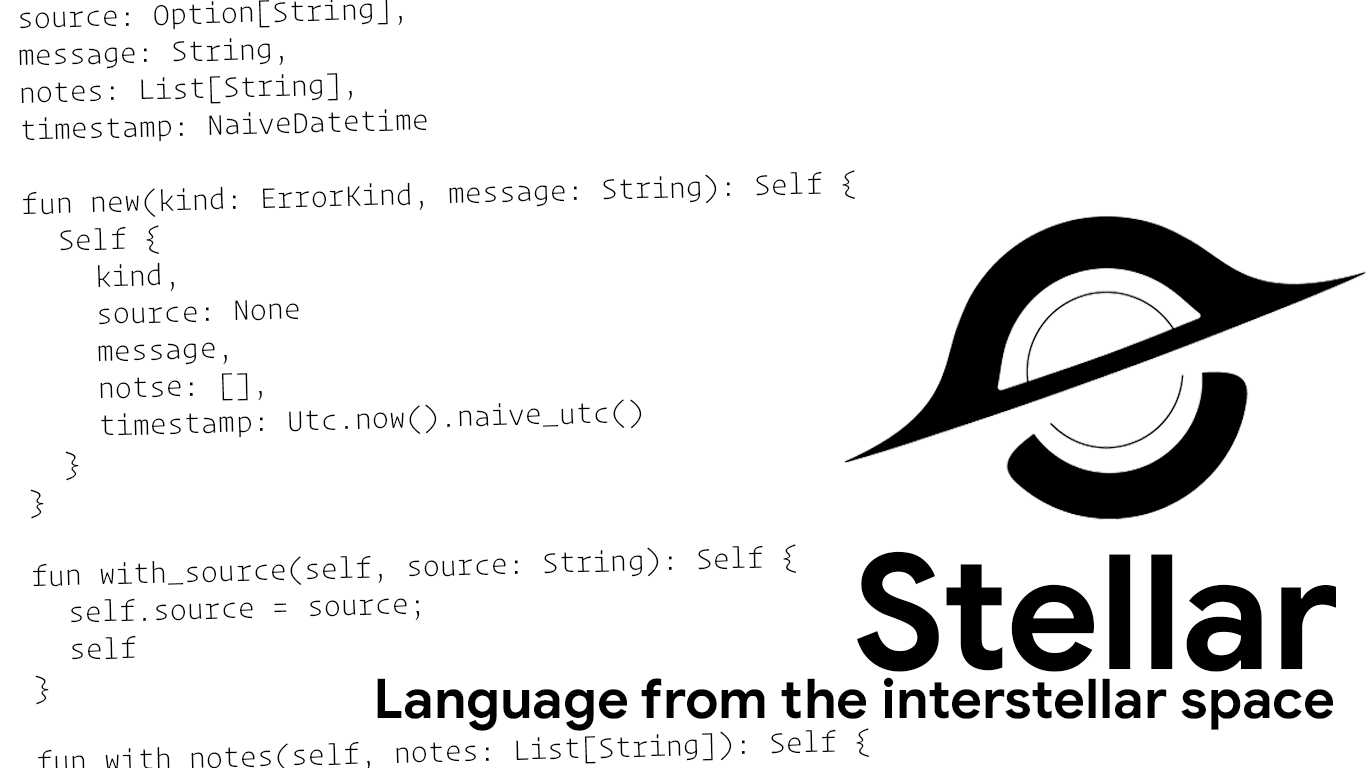 source: Option[String],
message: String,
notes: List[String],
timestamp: NaiveDatetime
fun new(kind: ErrorKind, message: String): Self {
Self {
kind,
source: None
message,
notse: [],
timestamp: Utc.now().naive_utc()
}
}
fun with_source(self, source: String): Self {
self.source = source;
self
}
fun with_notes(self, notes: List[String]): Self {
Stellar
Language from the interstellar space